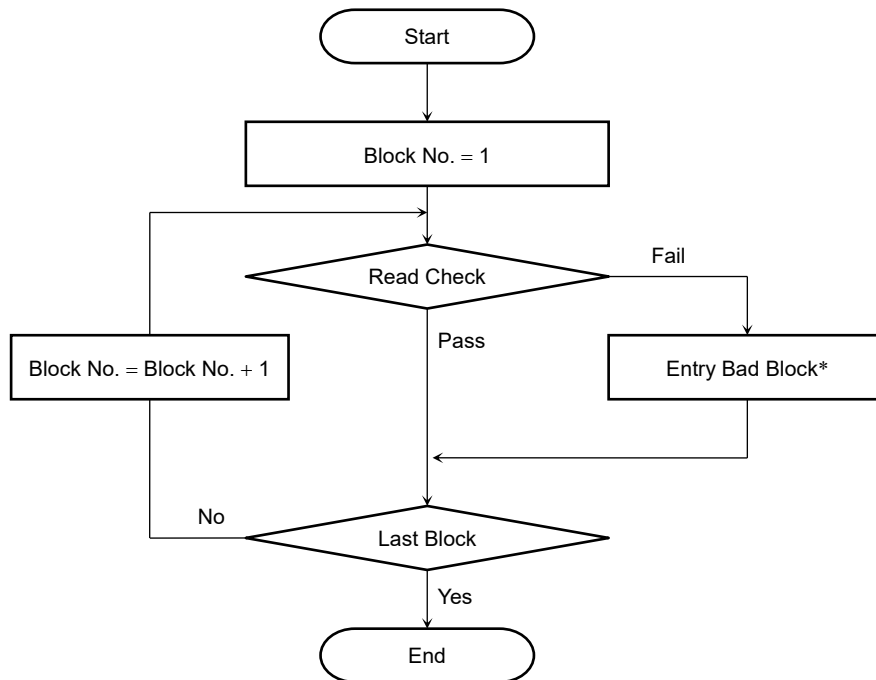 Start
Block No. = 1
Read Check
Fail
Pass
Block No. = Block No. + 1
Entry Bad Block*
No
Last Block
Yes
End